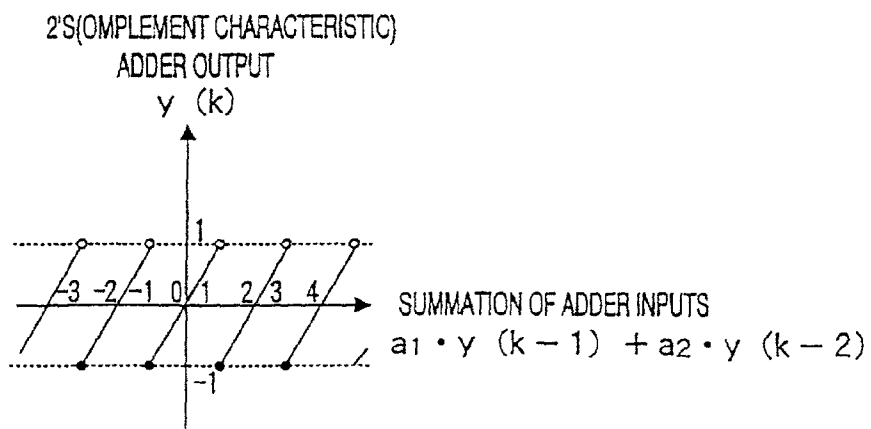 2'S(OMPLEMENT CHARACTERISTIC)
ADDER OUTPUT
y (k)
1
-3 -2 -1 0 1 2 3 4
SUMMATION OF ADDER INPUTS
a1・y (k-1) +a2・y (k-2)
-1